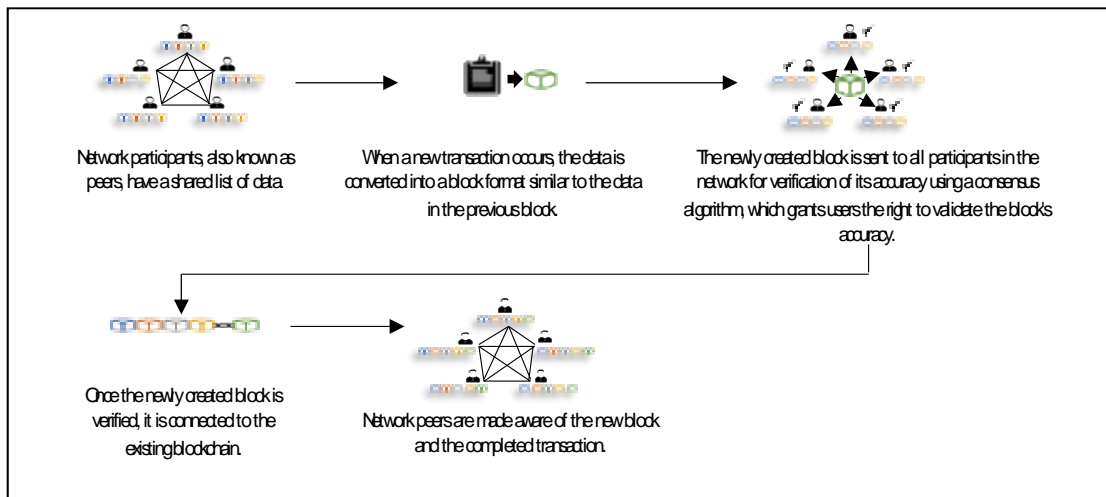 Network participants, also known as
peers, have a shared list of data.
When a new transaction occurs, the data is
converted into a block format similar to the data
in the previous block.
The newly created block is sent to all participants in the
network for verification of its accuracy using a consensus
algorithm, which grants users the right to validate the block's
accuracy.
Once the newly created block is
verified, it is connected to the
existing blockchain.
Network peers are made aware of the new block
and the completed transaction.